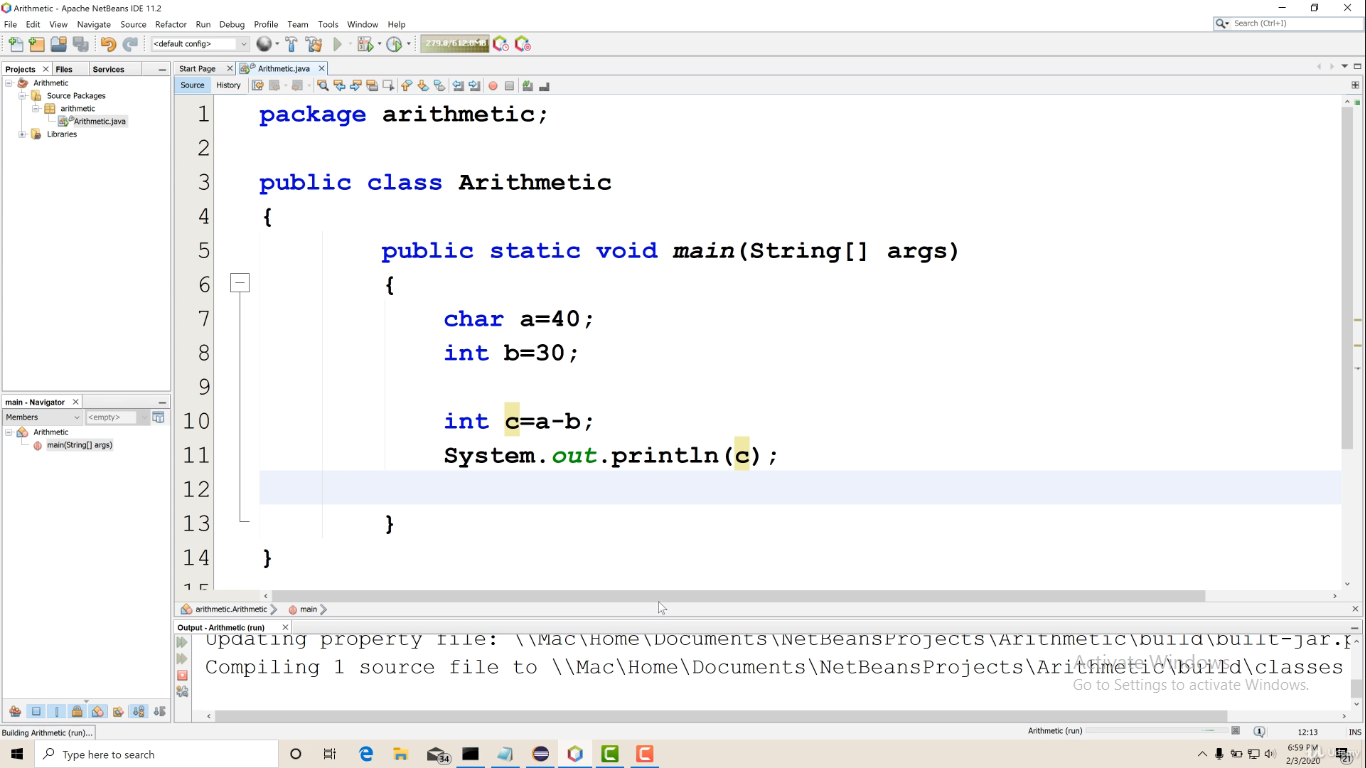 Arithmetic - Apache NetBeans IDE 11.2
File Edit View Navigate Source Refactor Run Debug Profile Team Tools Window Help
Search (Ctrl+I)
<default config>
Projects Files Services
Start Page Arithmetic.java
Source History
Arithmetic
Source Packages
arithmetic
Arithmetic.java
Libraries
1 package arithmetic;
2
3 public class Arithmetic
4 {
5 public static void main(String[] args)
6 {
7 char a=40;
8 int b=30;
9
10 int c=a-b;
11 System.out.println(c);
12
13 }
14 }
15
main - Navigator
Members <empty>
Arithmetic
main(String[] args)
arithmetic.Arithmetic main
Output - Arithmetic (run)
Updating property file: \\Mac\Home\Documents\NetBeansProjects\Arithmetic\build\built-jar.p
Compiling 1 source file to \\Mac\Home\Documents\NetBeansProjects\Arithmetic\build\classes
Activate Windows
Go to Settings to activate Windows.
Building Arithmetic (run)...
Arithmetic (run)
12:13 INS
Type here to search
34
6:59 PM
2/3/2020
21